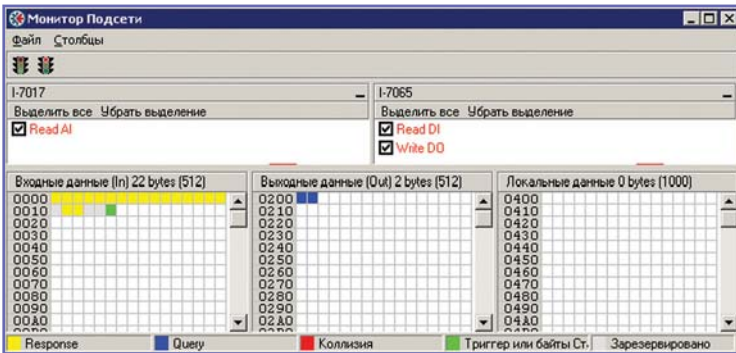 Монитор Подсети
Файл Столбцы
I-7017
Выделить все Убрать выделение
Read AI
I-7065
Выделить все Убрать выделение
Read DI
Write DO
Входные данные (In) 22 bytes (512)
0000
0010
0020
0030
0040
0050
0060
0070
0080
0090
00A0
Выходные данные (Out) 2 bytes (512)
0200
0210
0220
0230
0240
0250
0260
0270
0280
0290
02A0
Локальные данные 0 bytes (1000)
0400
0410
0420
0430
0440
0450
0460
0470
0480
0490
04A0
Response Query Коллизия Триггер или байты Ст. Зарезервировано